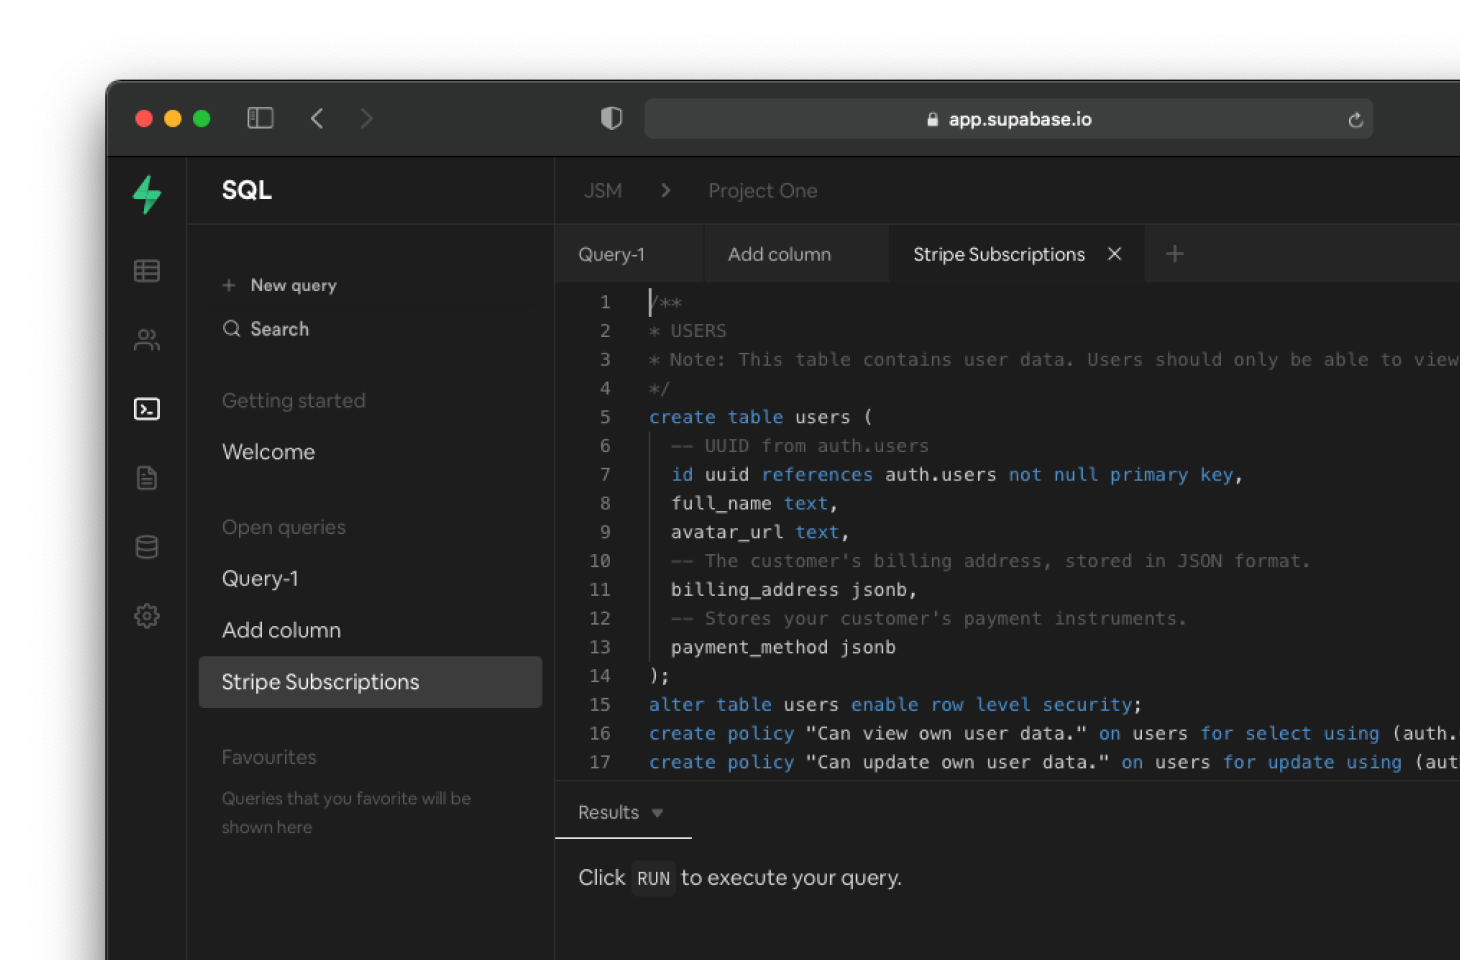 app.supabase.io
SQL
JSM > Project One
Query-1
Add column
Stripe Subscriptions
+ New query
Search
Getting started
Welcome
Open queries
Query-1
Add column
Stripe Subscriptions
Favourites
Queries that you favorite will be
shown here
1 /**
2 * USERS
3 * Note: This table contains user data. Users should only be able to view
4 */
5 create table users (
6 -- UUID from auth.users
7 id uuid references auth.users not null primary key,
8 full_name text,
9 avatar_url text,
10 -- The customer's billing address, stored in JSON format.
11 billing_address jsonb,
12 -- Stores your customer's payment instruments.
13 payment_method jsonb
14 );
15 alter table users enable row level security;
16 create policy "Can view own user data." on users for select using (auth.
17 create policy "Can update own user data." on users for update using (aut
Results
Click RUN to execute your query.